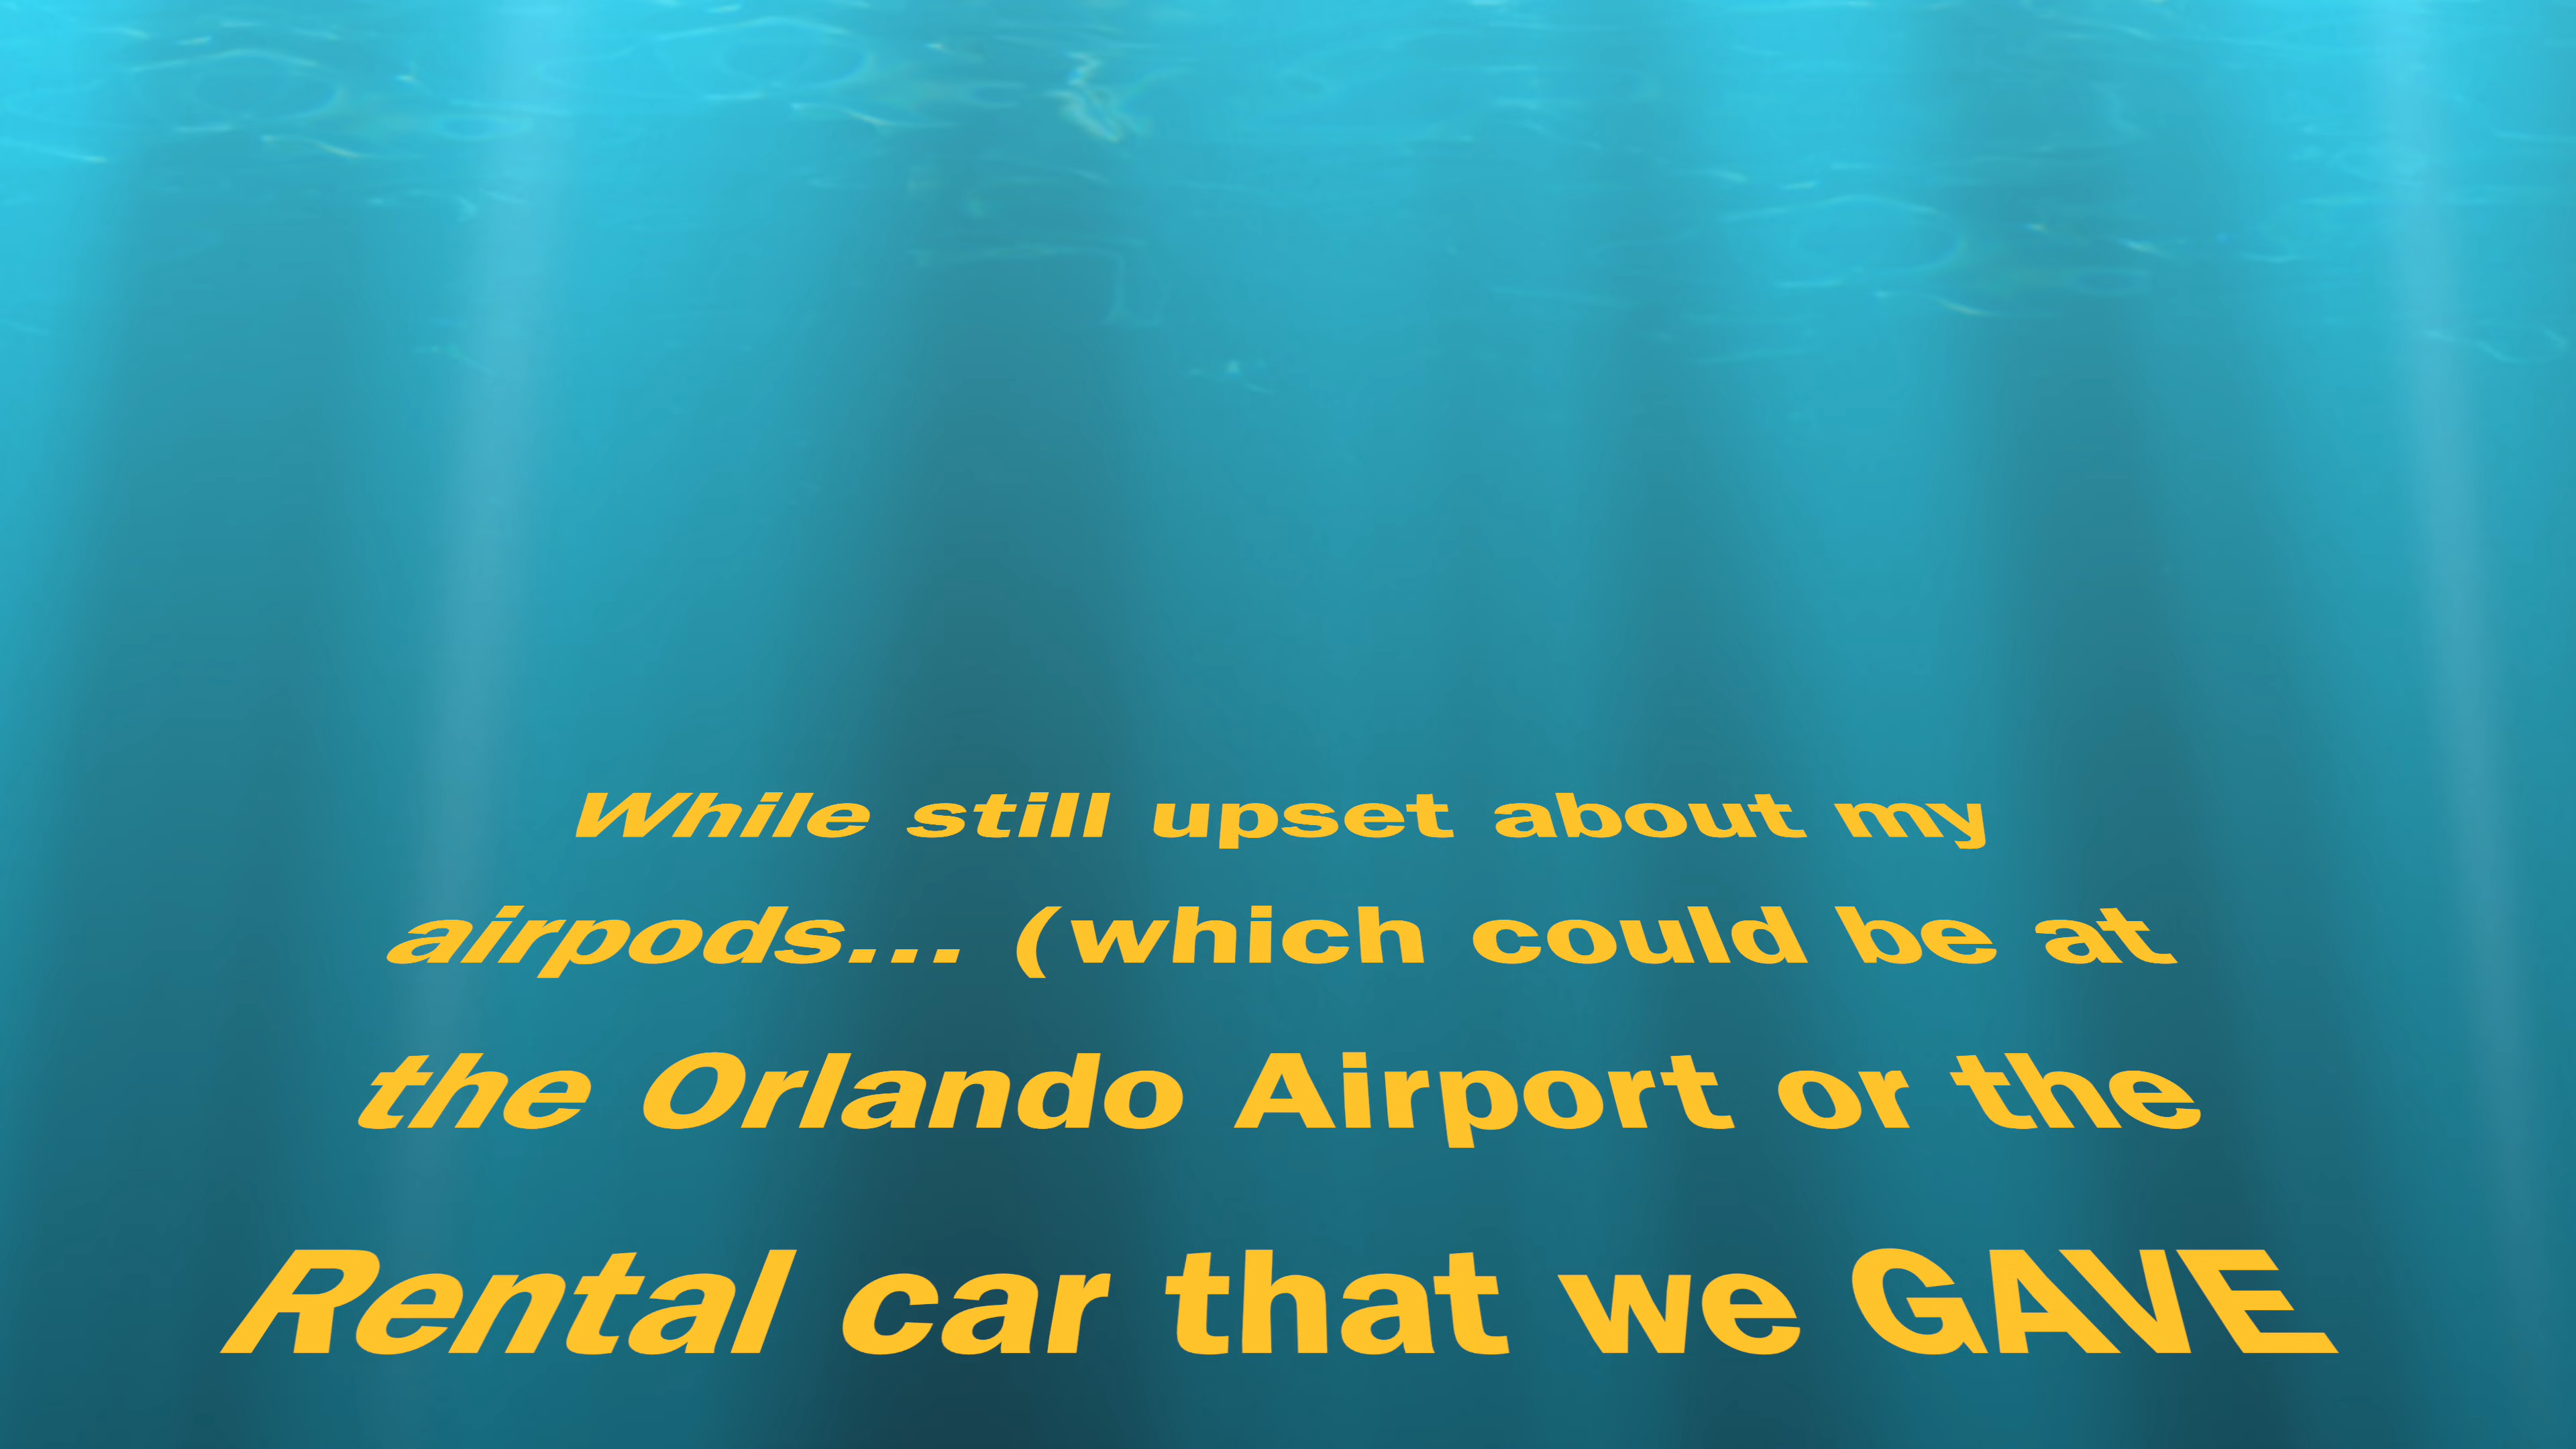 While still upset about my
airpods... (which could be at
the Orlando Airport or the
Rental car that we GAVE